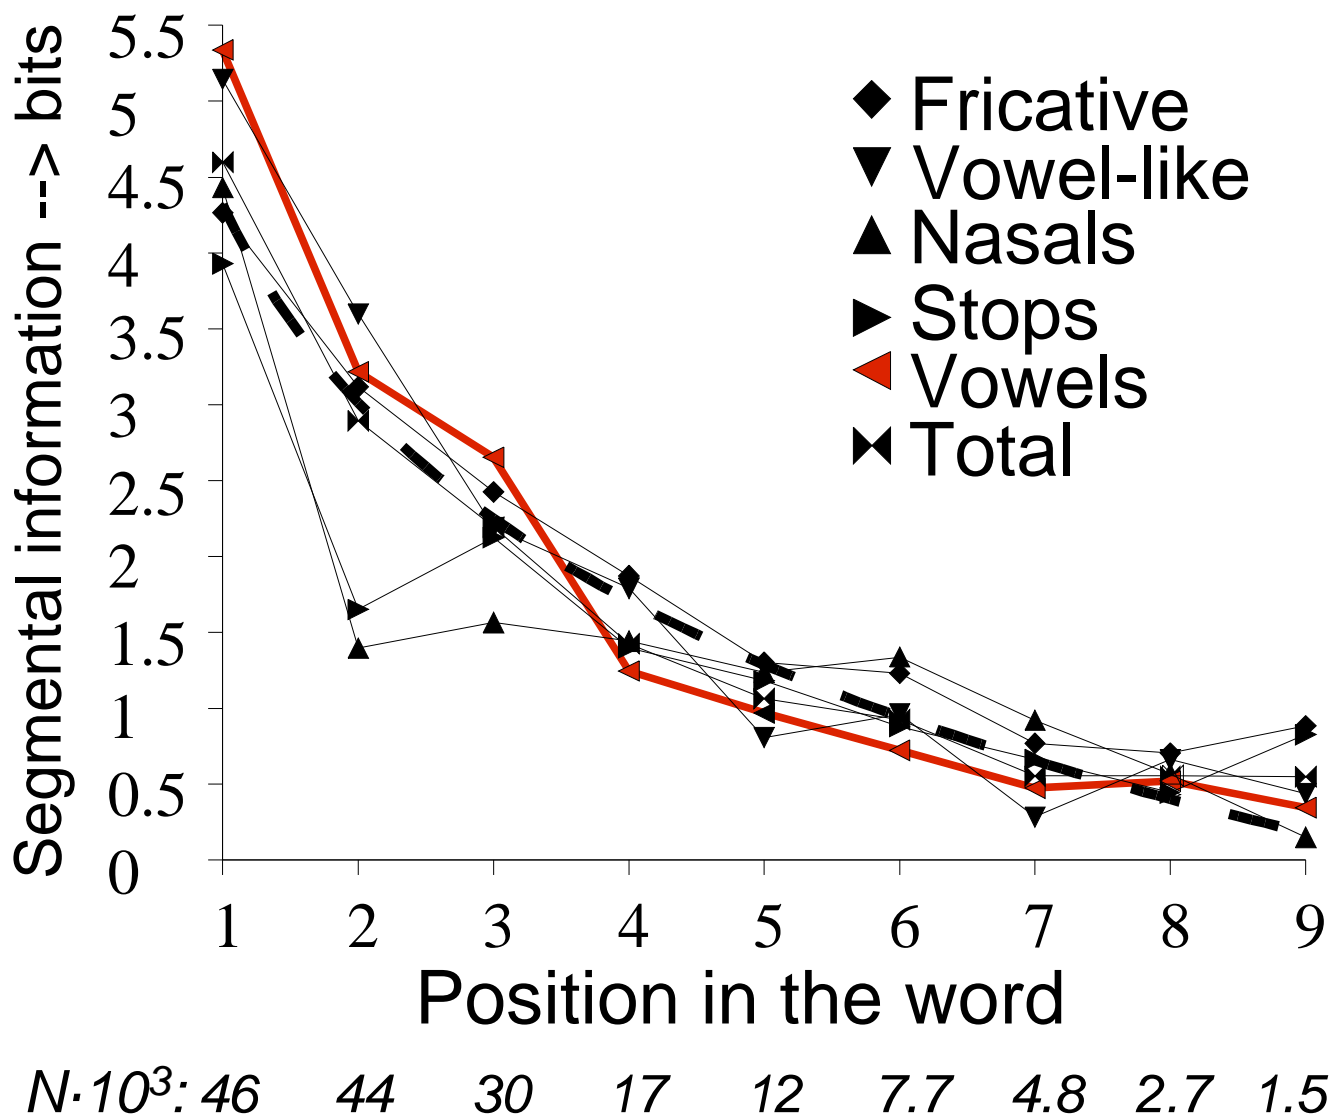 Segmental information --> bits
5.5
5
4.5
4
3.5
3
2.5
2
1.5
1
0.5
0
Fricative
Vowel-like
Nasals
Stops
Vowels
Total
1 2 3 4 5 6 7 8 9
Position in the word
N·10³: 46 44 30 17 12 7.7 4.8 2.7 1.5